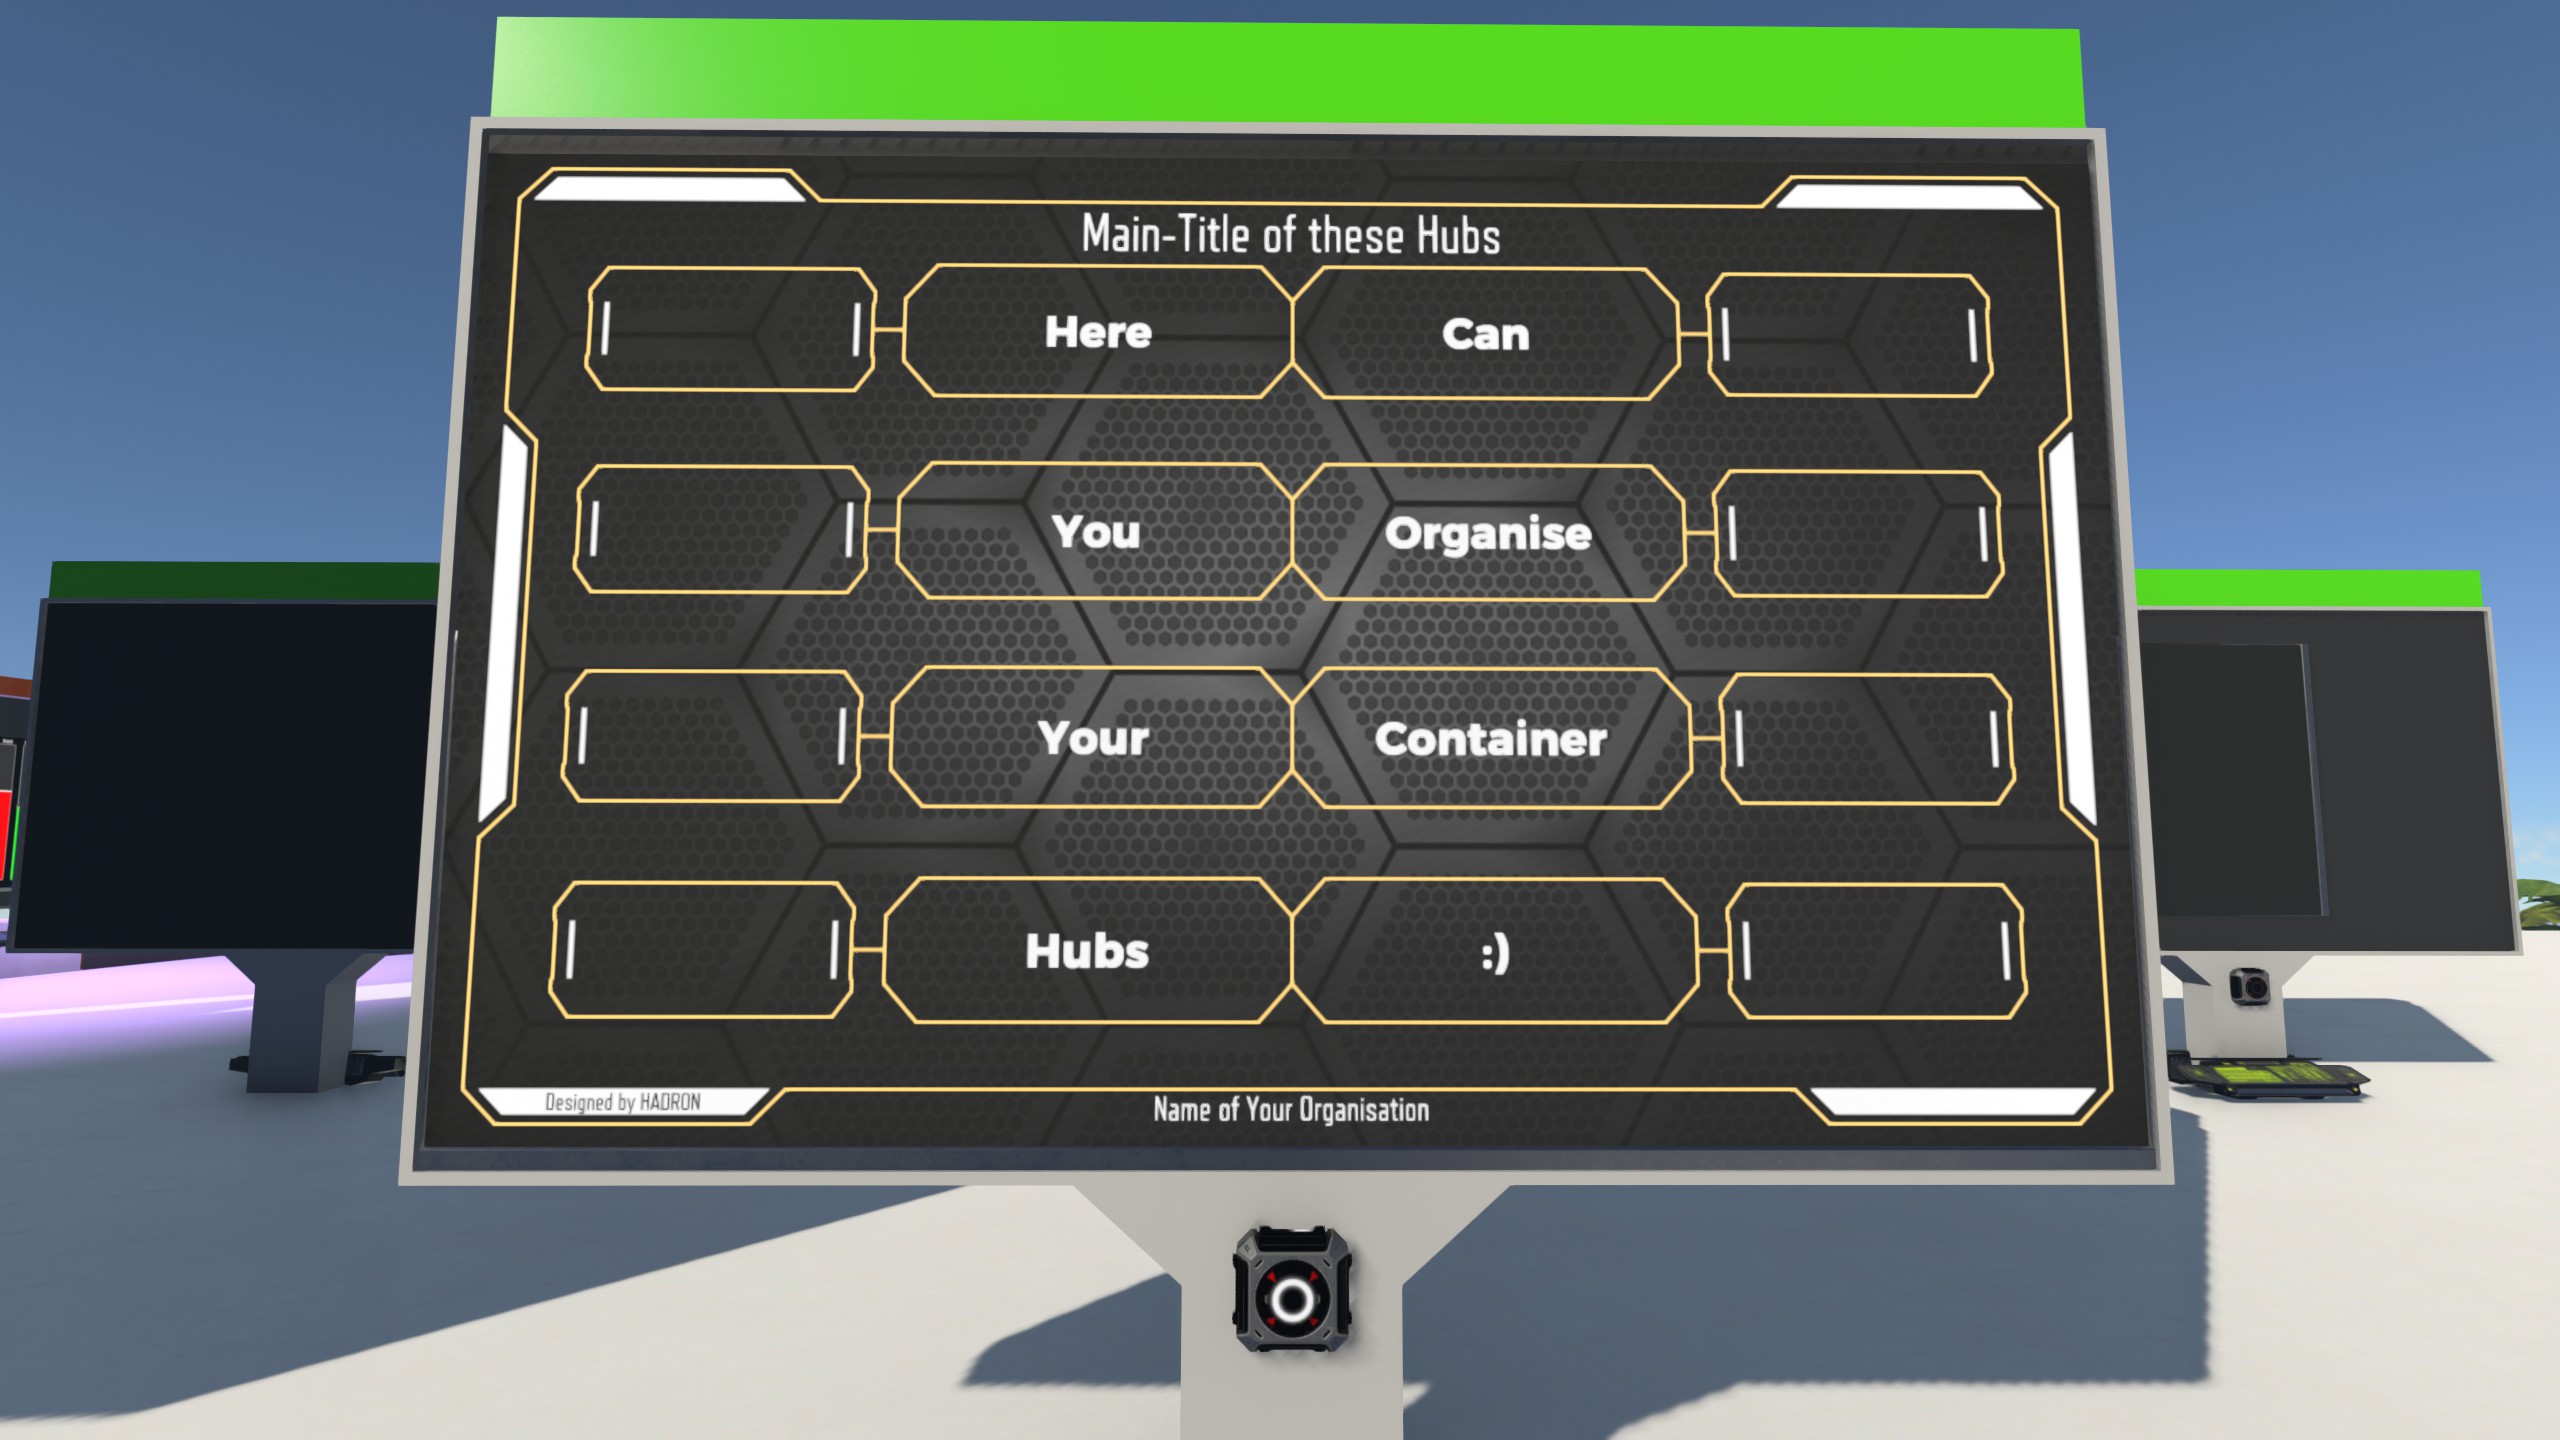 Main-Title of these Hubs
Here Can
You Organise
Your Container
Hubs :)
Designed by HADRON
Name of Your Organisation